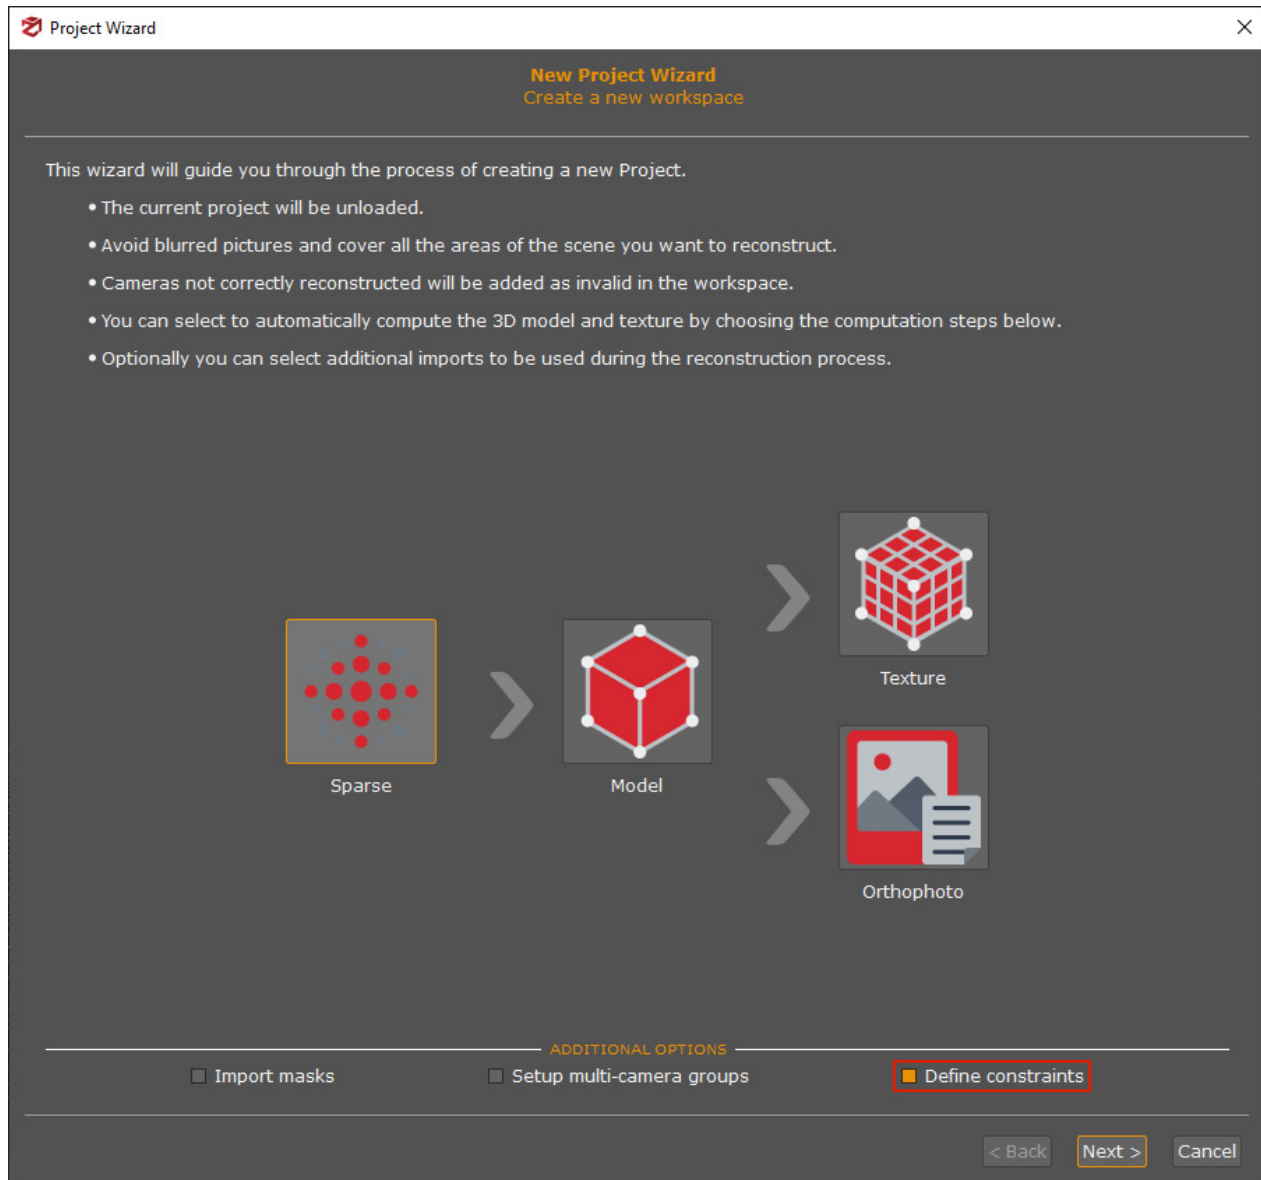 Project Wizard
New Project Wizard
Create a new workspace
This wizard will guide you through the process of creating a new Project.
• The current project will be unloaded.
• Avoid blurred pictures and cover all the areas of the scene you want to reconstruct.
• Cameras not correctly reconstructed will be added as invalid in the workspace.
• You can select to automatically compute the 3D model and texture by choosing the computation steps below.
• Optionally you can select additional imports to be used during the reconstruction process.
Texture
Sparse
Model
Orthophoto
ADDITIONAL OPTIONS
Import masks
Setup multi-camera groups
Define constraints
< Back
Next >
Cancel